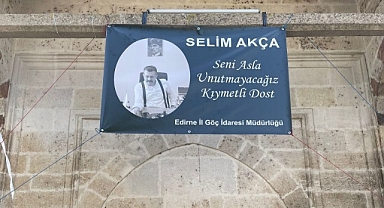 SELİM AKÇA
Seni Asla
Unutmayacağız
Kıymetli Dost
Edirne İl Göç İdaresi Müdürlüğü